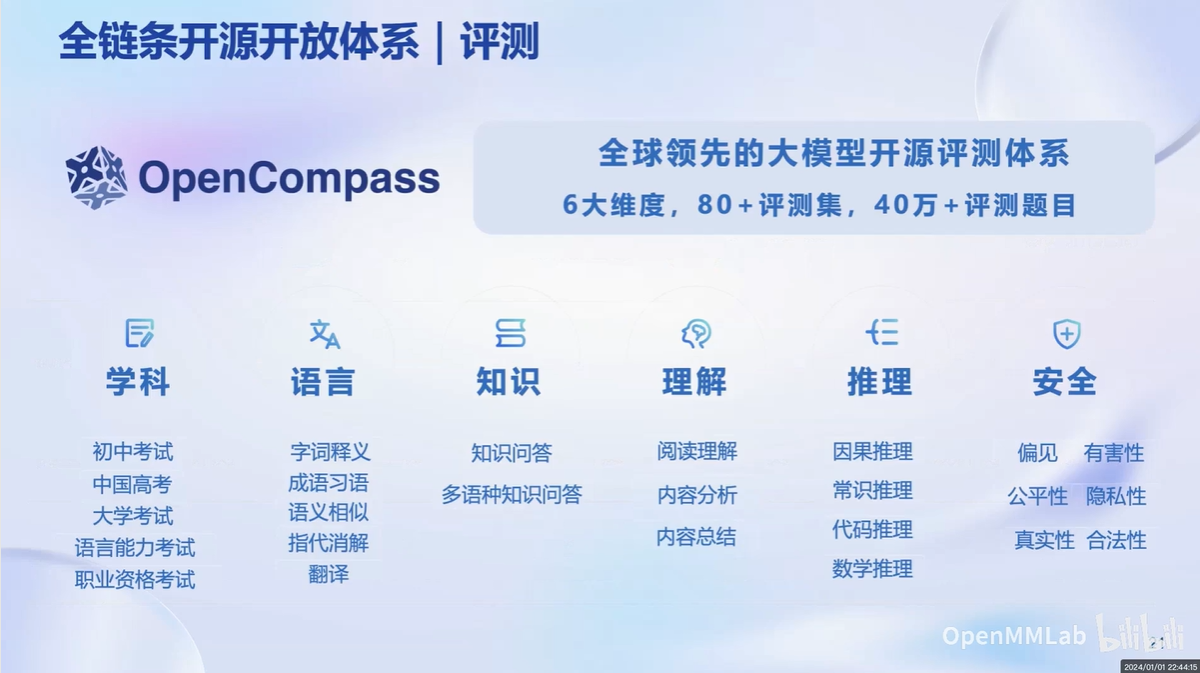 全链条开源开放体系 | 评测
OpenCompass
全球领先的大模型开源评测体系
6大维度，80+评测集，40万+评测题目
学科
初中考试
中国高考
大学考试
语言能力考试
职业资格考试
语言
字词释义
成语习语
语义相似
指代消解
翻译
知识
知识问答
多语种知识问答
理解
阅读理解
内容分析
内容总结
推理
因果推理
常识推理
代码推理
数学推理
安全
偏见 有害性
公平性 隐私性
真实性 合法性
OpenMMLab bilibili
21
2024/01/01 22:44:15